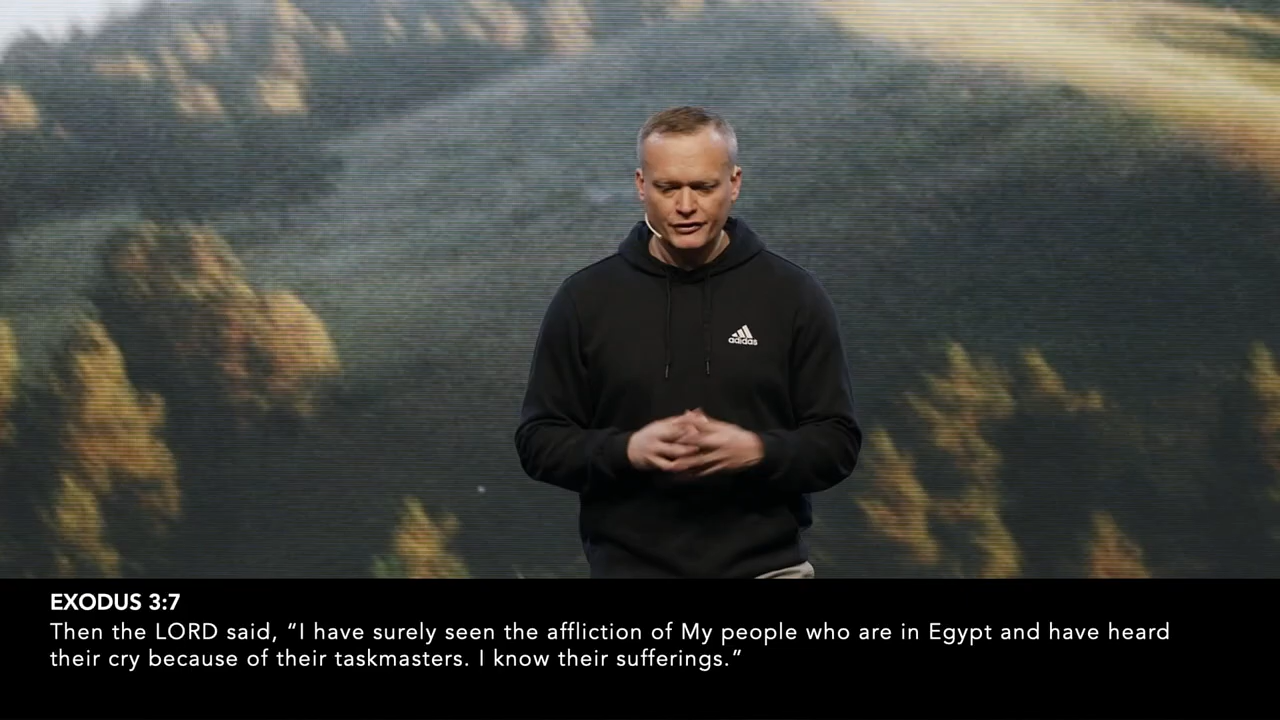 adidas
EXODUS 3:7
Then the LORD said, “I have surely seen the affliction of My people who are in Egypt and have heard
their cry because of their taskmasters. I know their sufferings.”